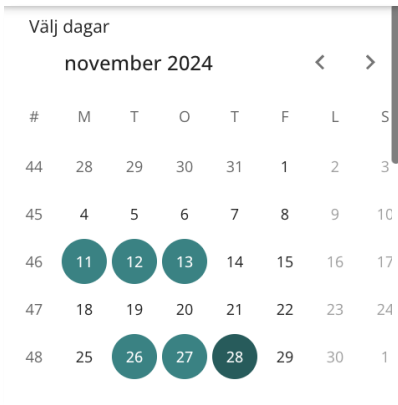 Välj dagar
november 2024
# M T O T F L S
44 28 29 30 31 1 2 3
45 4 5 6 7 8 9 10
46 11 12 13 14 15 16 17
47 18 19 20 21 22 23 24
48 25 26 27 28 29 30 1